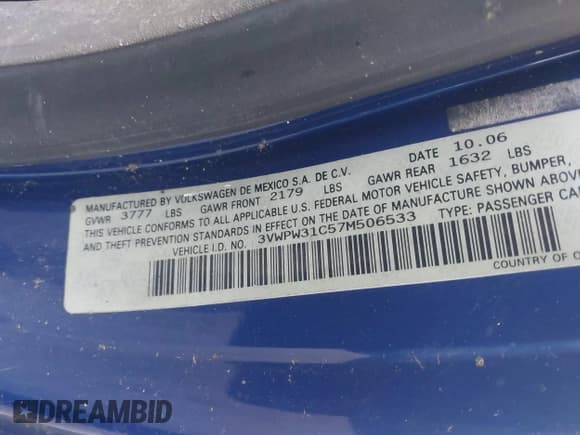 MANUFACTURED BY VOLKSWAGEN DE MEXICO S.A. DE C.V. DATE 10.06
GVWR 3777 LBS GAWR FRONT 2179 LBS GAWR REAR 1632 LBS
THIS VEHICLE CONFORMS TO ALL APPLICABLE U.S. FEDERAL MOTOR VEHICLE SAFETY, BUMPER,
AND THEFT PREVENTION STANDARDS IN EFFECT ON THE DATE OF MANUFACTURE SHOWN ABOVE
VEHICLE I.D. NO. 3VWPW31C57M506533 TYPE: PASSENGER CA
COUNTRY OF O
DREAMBID